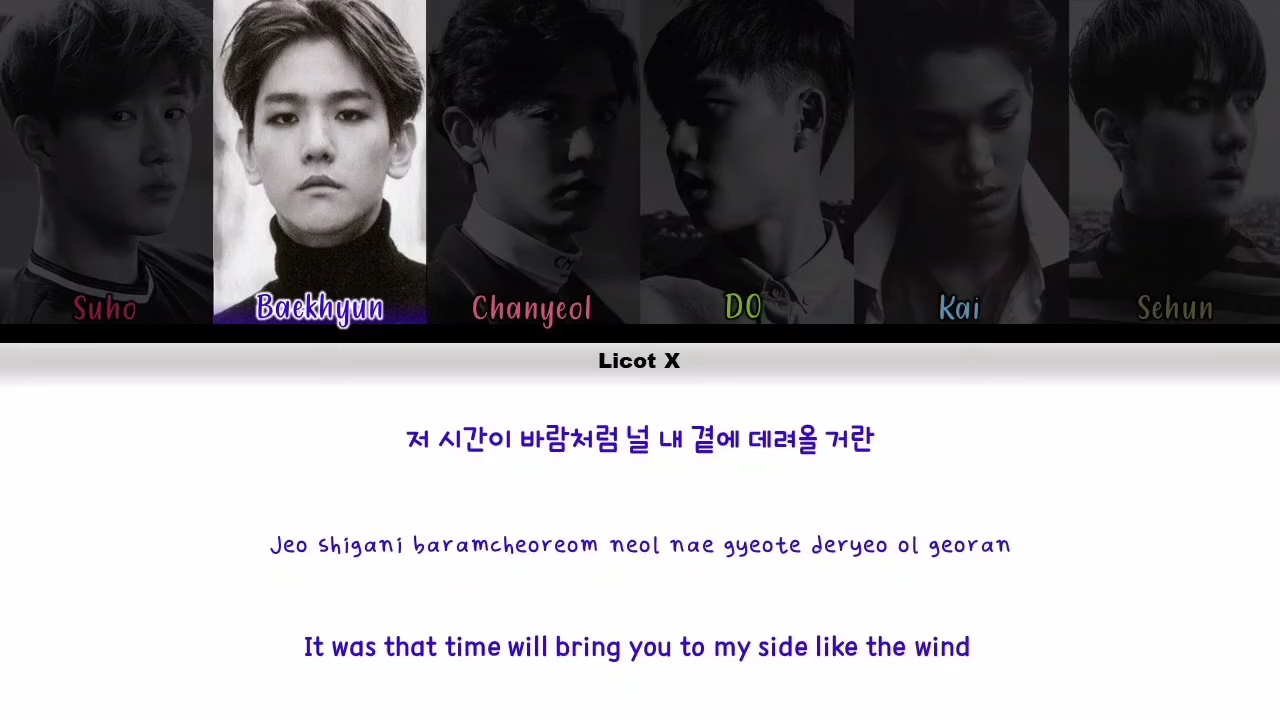 Suho Baekhyun Chanyeol DO Kai Sehun
Licot X
저 시간이 바람처럼 널 내 곁에 데려올 거란
Jeo shigani baramcheoreom neol nae gyeote deryeo ol georan
It was that time will bring you to my side like the wind